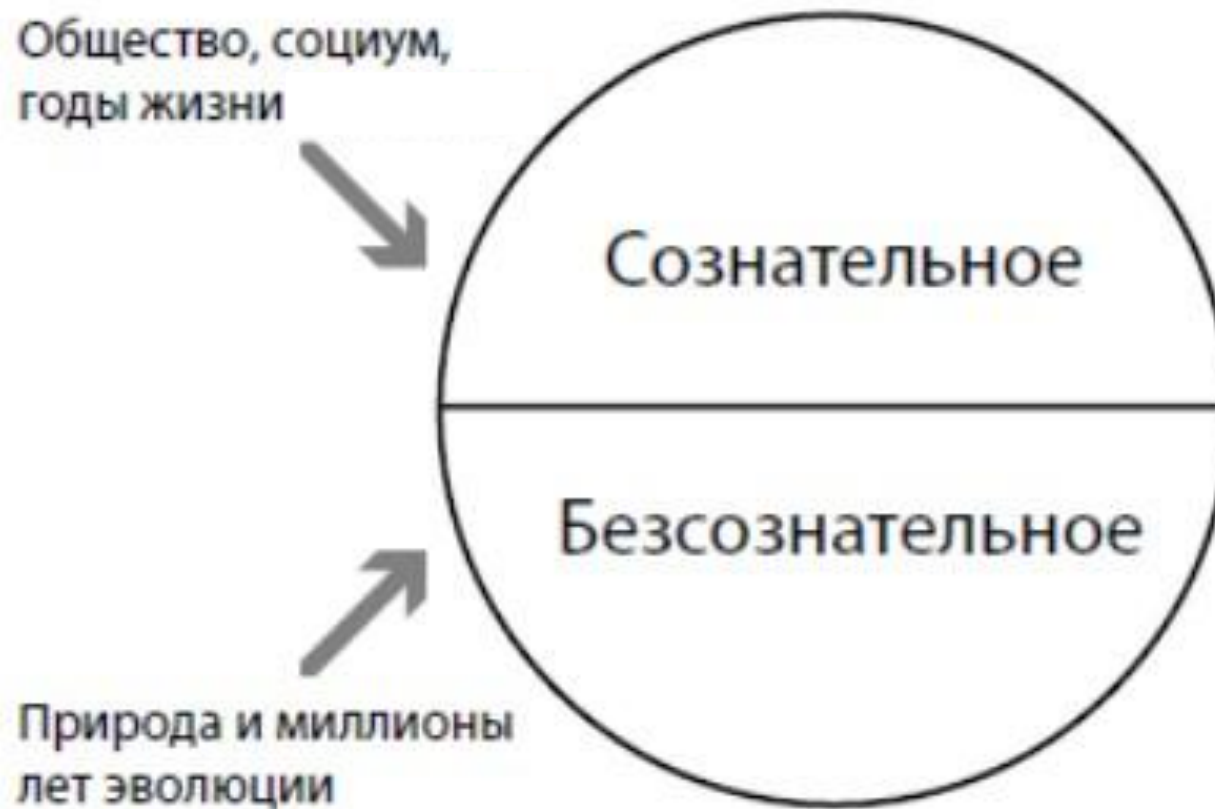 Общество, социум,
годы жизни
Сознательное
Безсознательное
Природа и миллионы
лет эволюции